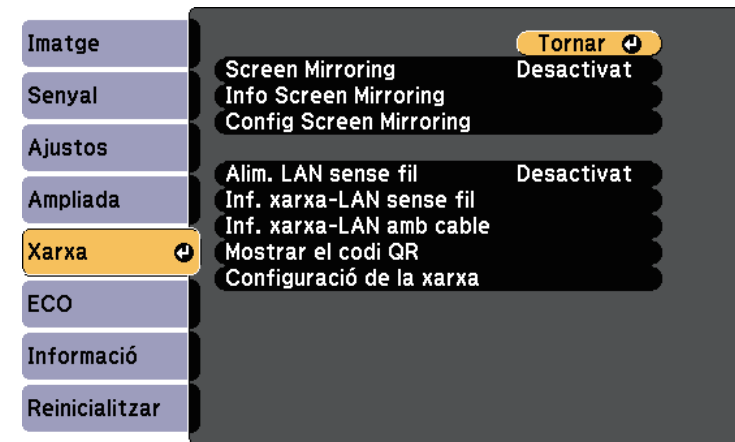 Imatge
Senyal
Ajustos
Ampliada
Xarxa
ECO
Informació
Reinicialitzar
Tornar
Screen Mirroring Desactivat
Info Screen Mirroring
Config Screen Mirroring
Alim. LAN sense fil Desactivat
Inf. xarxa-LAN sense fil
Inf. xarxa-LAN amb cable
Mostrar el codi QR
Configuració de la xarxa